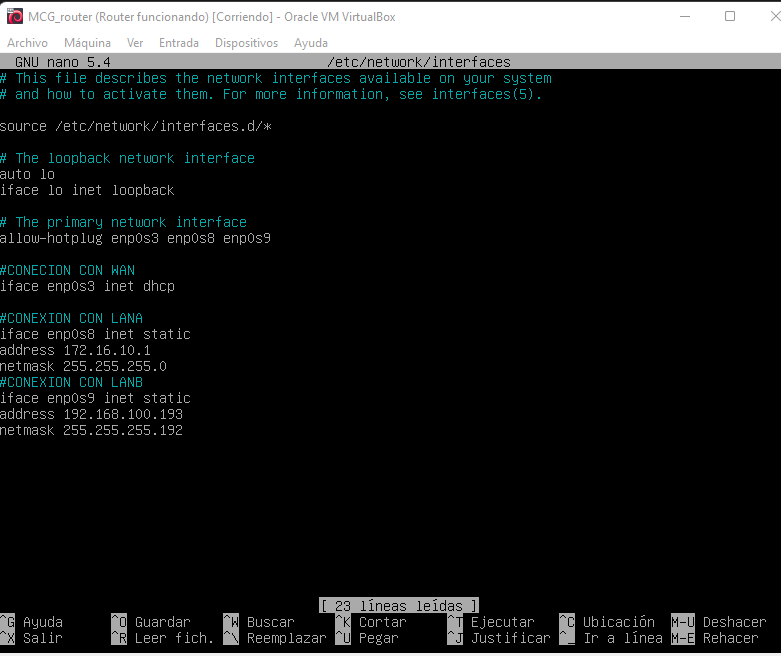 MCG_router (Router funcionando) [Corriendo] - Oracle VM VirtualBox
Archivo Máquina Ver Entrada Dispositivos Ayuda
GNU nano 5.4 /etc/network/interfaces
# This file describes the network interfaces available on your system
# and how to activate them. For more information, see interfaces(5).
source /etc/network/interfaces.d/*
# The loopback network interface
auto lo
iface lo inet loopback
# The primary network interface
allow-hotplug enp0s3 enp0s8 enp0s9
#CONECION CON WAN
iface enp0s3 inet dhcp
#CONEXION CON LANA
iface enp0s8 inet static
address 172.16.10.1
netmask 255.255.255.0
#CONEXION CON LANB
iface enp0s9 inet static
address 192.168.100.193
netmask 255.255.255.192
[ 23 líneas leídas ]
^G Ayuda ^O Guardar ^W Buscar ^K Cortar ^T Ejecutar ^C Ubicación M-U Deshacer
^X Salir ^R Leer fich. ^\ Reemplazar ^U Pegar ^J Justificar ^_ Ir a línea M-E Rehacer